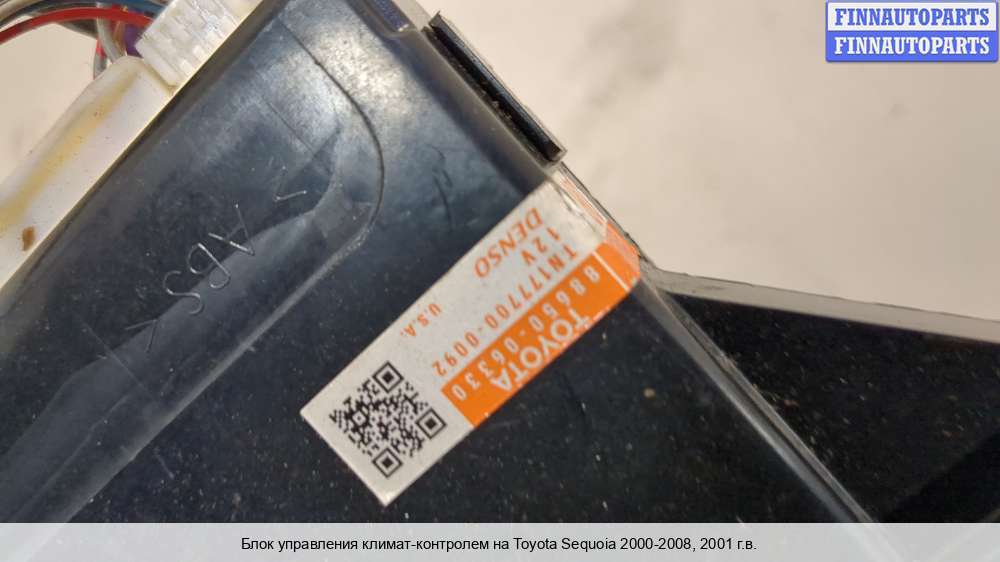 FINNAUTOPARTS
FINNAUTOPARTS
>ABS<
TOYOTA
88650-06330
TN177700-0092
12V
DENSO
U.S.A.
Блок управления климат-контролем на Toyota Sequoia 2000-2008, 2001 г.в.